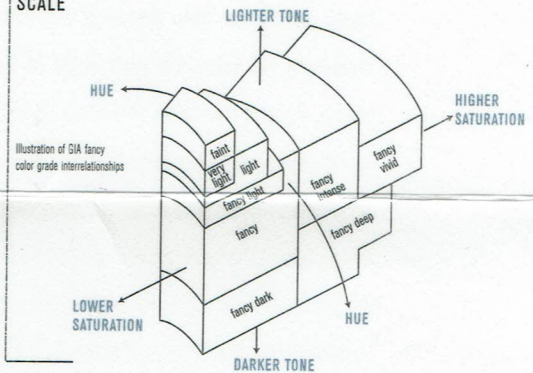 SCALE
LIGHTER TONE
HUE
HIGHER
SATURATION
Illustration of GIA fancy
color grade interrelationships
faint
very
light
light
fancy light
fancy
fancy
intense
fancy
vivid
fancy deep
fancy dark
LOWER
SATURATION
HUE
DARKER TONE